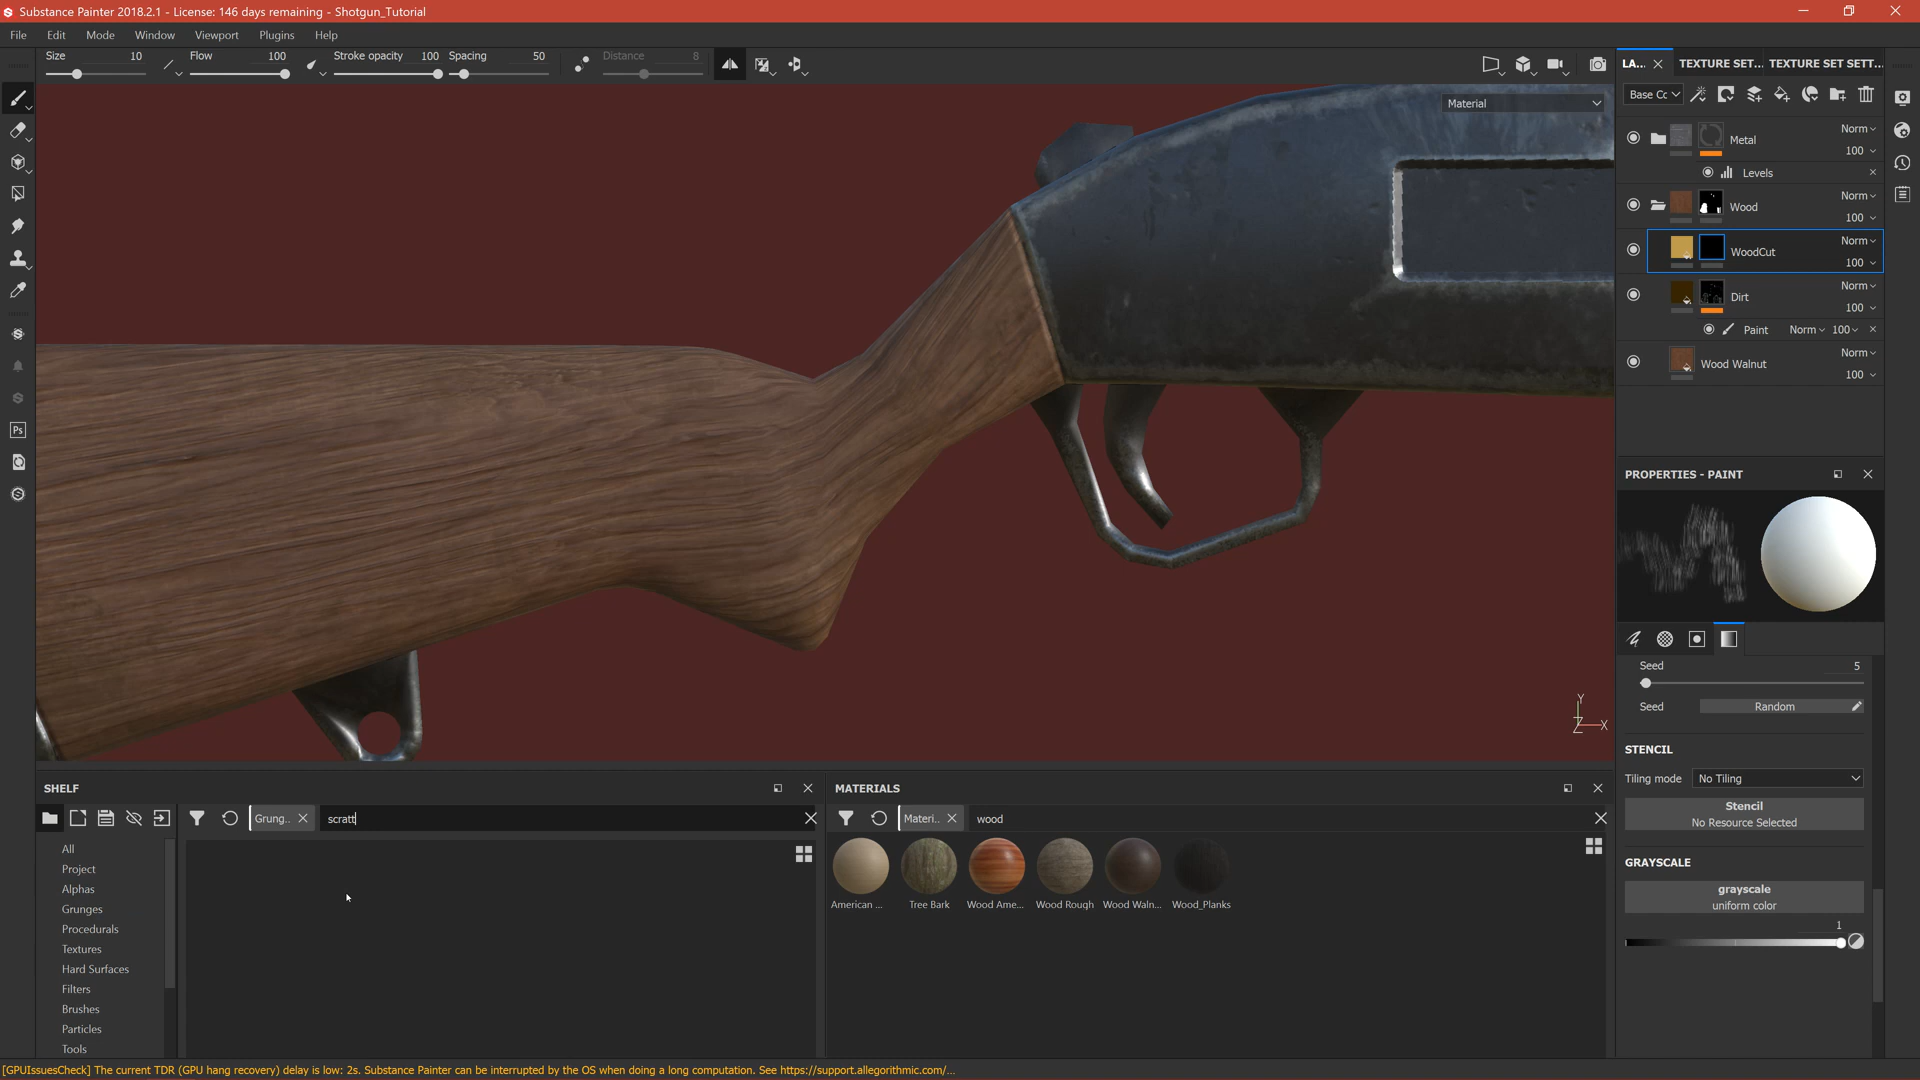 Substance Painter 2018.2.1 - License: 146 days remaining - Shotgun_Tutorial
File Edit Mode Window Viewport Plugins Help
Size 10 Flow 100 Stroke opacity 100 Spacing 50 Distance 8
LA... TEXTURE SET... TEXTURE SET SETT...
Base Cc
Material
Norm
Metal
100
Levels
Norm
Wood
100
Norm
WoodCut
100
Norm
Dirt
100
Paint Norm 100
Norm
Wood Walnut
100
Ps
PROPERTIES - PAINT
Seed 5
Seed Random
STENCIL
Tiling mode No Tiling
Stencil
No Resource Selected
GRAYSCALE
grayscale
uniform color
1
Y
Z X
SHELF
Grung.. scratt
All
Project
Alphas
Grunges
Procedurals
Textures
Hard Surfaces
Filters
Brushes
Particles
Tools
MATERIALS
Materi.. wood
American ... Tree Bark Wood Ame... Wood Rough Wood Waln... Wood_Planks
[GPUIssuesCheck] The current TDR (GPU hang recovery) delay is low: 2s. Substance Painter can be interrupted by the OS when doing a long computation. See https://support.allegorithmic.com/...